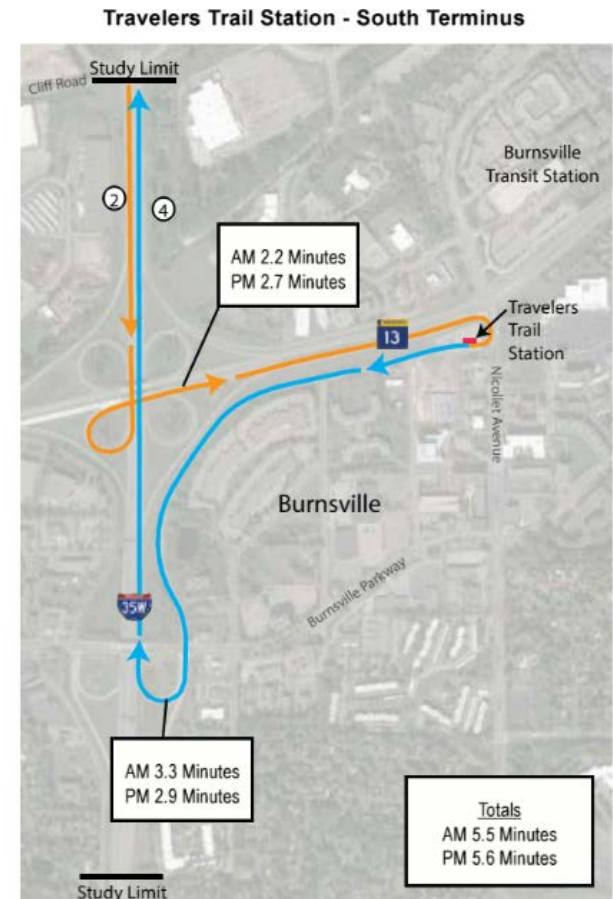 Travelers Trail Station - South Terminus
Study Limit
Cliff Road
Burnsville
Transit Station
2
4
AM 2.2 Minutes
PM 2.7 Minutes
13
Travelers
Trail
Station
Nicollet Avenue
Burnsville
Burnsville Parkway
35W
AM 3.3 Minutes
PM 2.9 Minutes
Totals
AM 5.5 Minutes
PM 5.6 Minutes
Study Limit